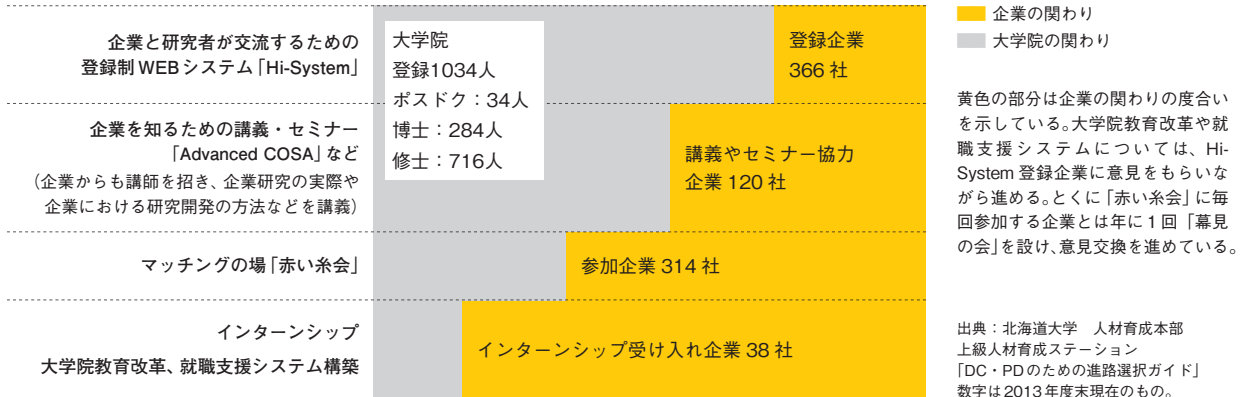 企業と研究者が交流するための
登録制WEBシステム「Hi-System」
大学院
登録1034人
ポスドク：34人
博士：284人
修士：716人
登録企業
366 社
企業を知るための講義・セミナー
「Advanced COSA」など
（企業からも講師を招き、企業研究の実際や
企業における研究開発の方法などを講義）
講義やセミナー協力
企業 120 社
マッチングの場「赤い糸会」
参加企業 314 社
インターンシップ
大学院教育改革、就職支援システム構築
インターンシップ受け入れ企業 38 社
企業の関わり
大学院の関わり
黄色の部分は企業の関わりの度合い
を示している。大学院教育改革や就
職支援システムについては、Hi-
System 登録企業に意見をもらいな
がら進める。とくに「赤い糸会」に毎
回参加する企業とは年に1回「幕見
の会」を設け、意見交換を進めている。
出典：北海道大学　人材育成本部
上級人材育成ステーション
「DC・PDのための進路選択ガイド」
数字は2013年度末現在のもの。